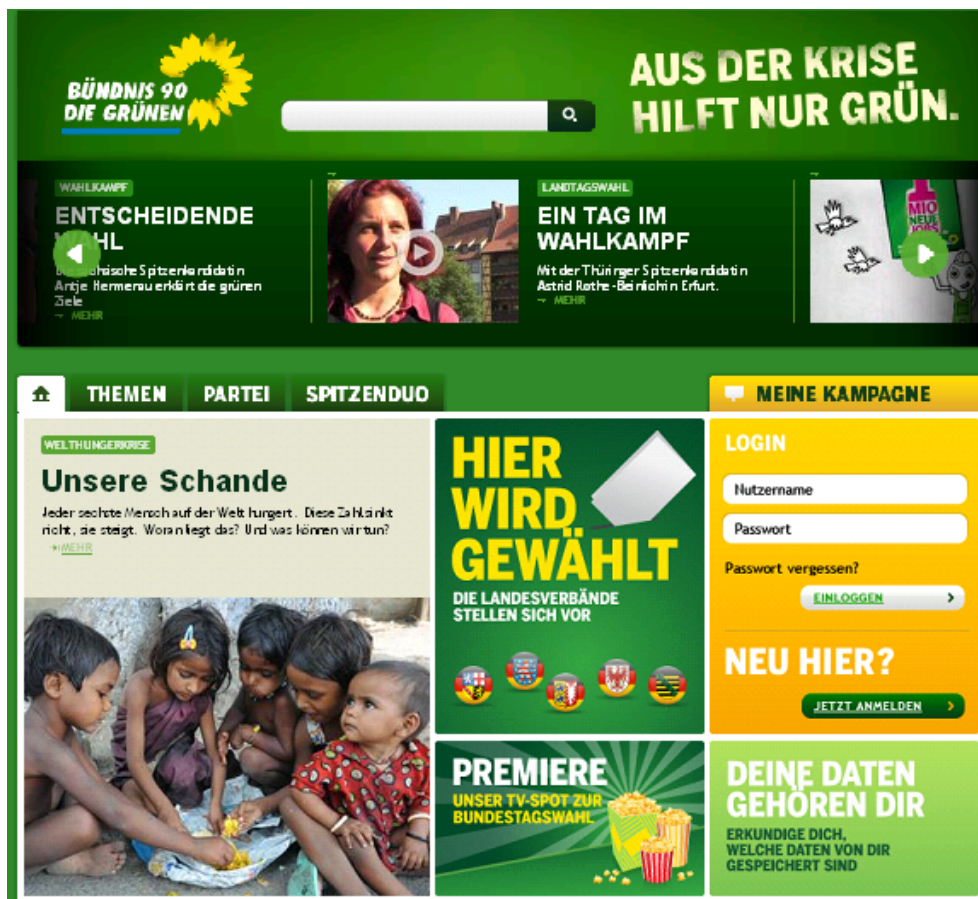 BÜNDNIS 90
DIE GRÜNEN
AUS DER KRISE
HILFT NUR GRÜN.
WAHLKAMPF
ENTSCHEIDENDE
WAHL
Die sächsische Spitzenkandidatin
Antje Hermenau erklärt die grünen
Ziele
→ MEHR
LANDTAGSWAHL
EIN TAG IM
WAHLKAMPF
Mit der Thüringer Spitzenkandidatin
Astrid Rothe-Beinlich in Erfurt.
→ MEHR
1
MIO
NEUE
JOBS
THEMEN
PARTEI
SPITZENDUO
MEINE KAMPAGNE
WELTHUNGERKRISE
Unsere Schande
Jeder sechste Mensch auf der Welt hungert. Diese Zahl sinkt
nicht, sie steigt. Woran liegt das? Und was können wir tun?
→MEHR
HIER
WIRD
GEWÄHLT
DIE LANDESVERBÄNDE
STELLEN SICH VOR
LOGIN
Nutzername
Passwort
Passwort vergessen?
EINLOGGEN
NEU HIER?
JETZT ANMELDEN
PREMIERE
UNSER TV-SPOT ZUR
BUNDESTAGSWAHL
DEINE DATEN
GEHÖREN DIR
ERKUNDIGE DICH,
WELCHE DATEN VON DIR
GESPEICHERT SIND